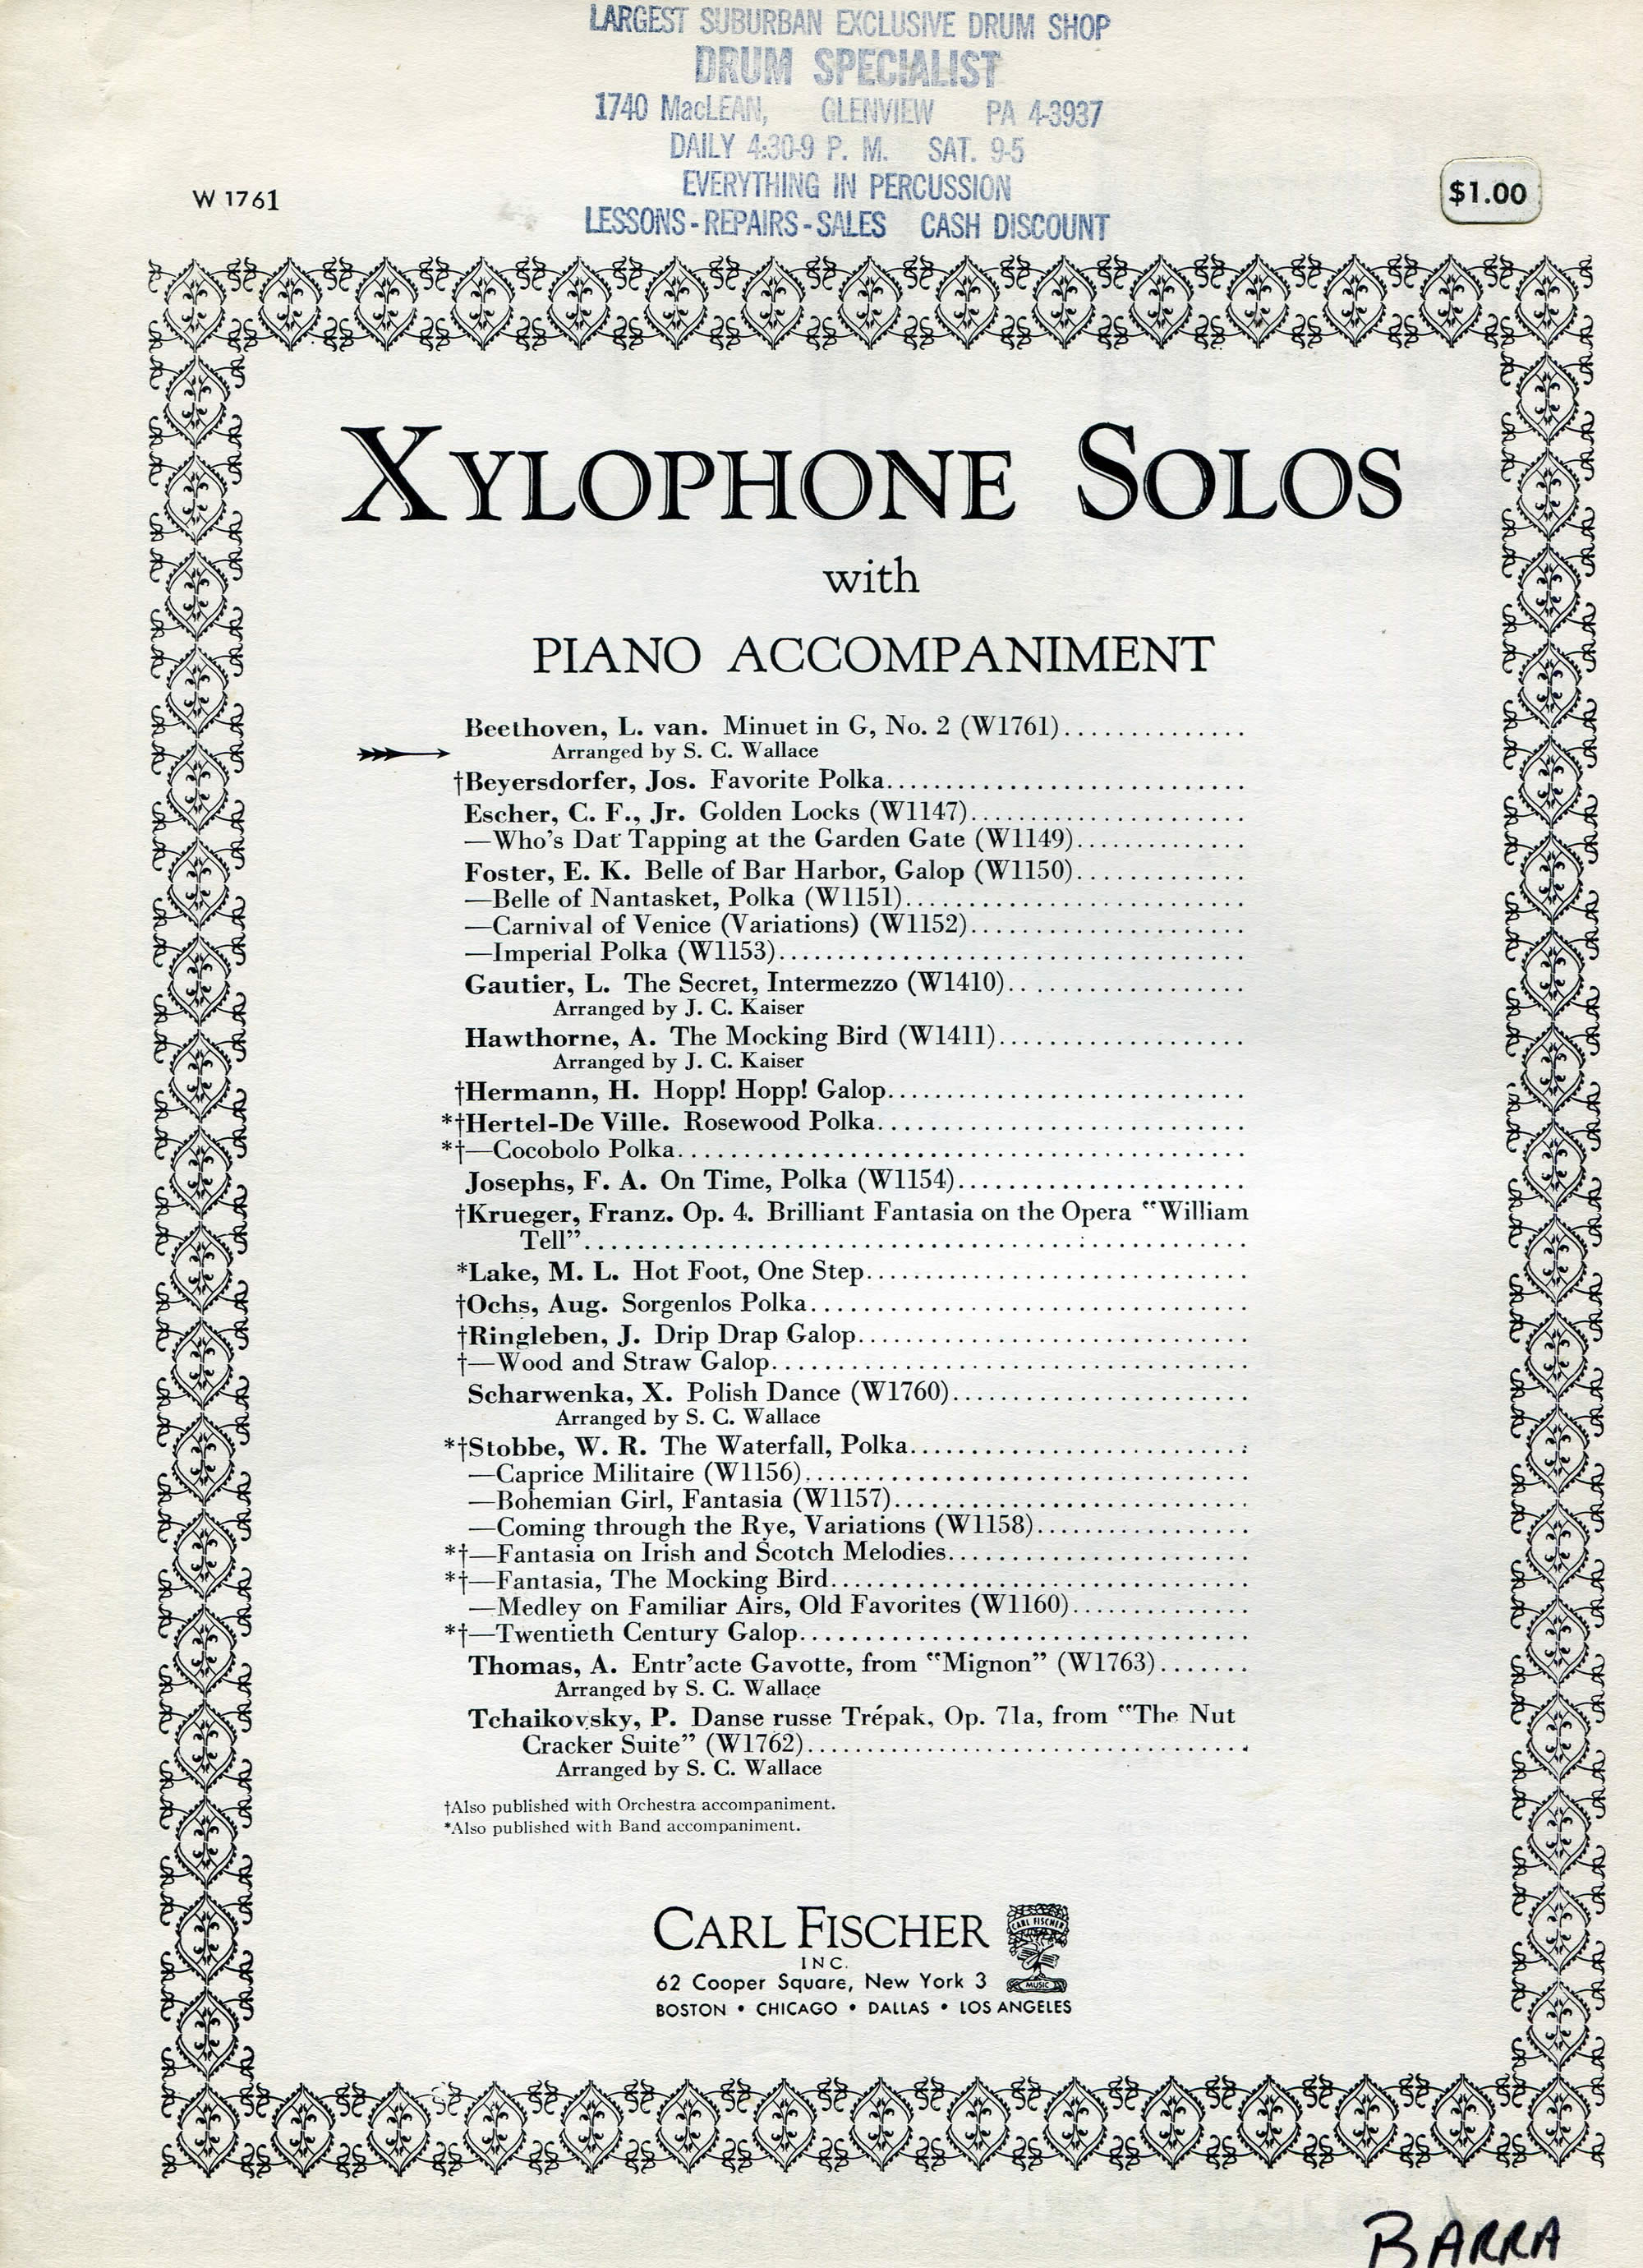 LARGEST SUBURBAN EXCLUSIVE DRUM SHOP
DRUM SPECIALIST
1740 MacLEAN, GLENVIEW PA 4-3937
DAILY 4:30-9 P. M. SAT. 9-5
EVERYTHING IN PERCUSSION
LESSONS-REPAIRS-SALES CASH DISCOUNT
W 1761
$1.00
XYLOPHONE SOLOS
with
PIANO ACCOMPANIMENT
Beethoven, L. van. Minuet in G, No. 2 (W1761)..............
Arranged by S. C. Wallace
†Beyersdorfer, Jos. Favorite Polka...........................
Escher, C. F., Jr. Golden Locks (W1147).....................
—Who's Dat Tapping at the Garden Gate (W1149).............
Foster, E. K. Belle of Bar Harbor, Galop (W1150).............
—Belle of Nantasket, Polka (W1151)..........................
—Carnival of Venice (Variations) (W1152).....................
—Imperial Polka (W1153)...................................
Gautier, L. The Secret, Intermezzo (W1410)..................
Arranged by J. C. Kaiser
Hawthorne, A. The Mocking Bird (W1411)...................
Arranged by J. C. Kaiser
†Hermann, H. Hopp! Hopp! Galop...........................
*†Hertel-De Ville. Rosewood Polka............................
*†—Cocobolo Polka...........................................
Josephs, F. A. On Time, Polka (W1154)......................
†Krueger, Franz. Op. 4. Brilliant Fantasia on the Opera "William
Tell"..................................................
*Lake, M. L. Hot Foot, One Step.............................
†Ochs, Aug. Sorgenlos Polka.................................
†Ringleben, J. Drip Drap Galop..............................
†—Wood and Straw Galop....................................
Scharwenka, X. Polish Dance (W1760).......................
Arranged by S. C. Wallace
*†Stobbe, W. R. The Waterfall, Polka..........................
—Caprice Militaire (W1156).................................
—Bohemian Girl, Fantasia (W1157)...........................
—Coming through the Rye, Variations (W1158)................
*†—Fantasia on Irish and Scotch Melodies.......................
*†—Fantasia, The Mocking Bird................................
—Medley on Familiar Airs, Old Favorites (W1160)..............
*†—Twentieth Century Galop..................................
Thomas, A. Entr'acte Gavotte, from "Mignon" (W1763).......
Arranged by S. C. Wallace
Tchaikovsky, P. Danse russe Trépak, Op. 71a, from "The Nut
Cracker Suite" (W1762).................................
Arranged by S. C. Wallace
†Also published with Orchestra accompaniment.
*Also published with Band accompaniment.
CARL FISCHER
INC.
CARL FISCHER
MUSIC
62 Cooper Square, New York 3
BOSTON • CHICAGO • DALLAS • LOS ANGELES
BARRA